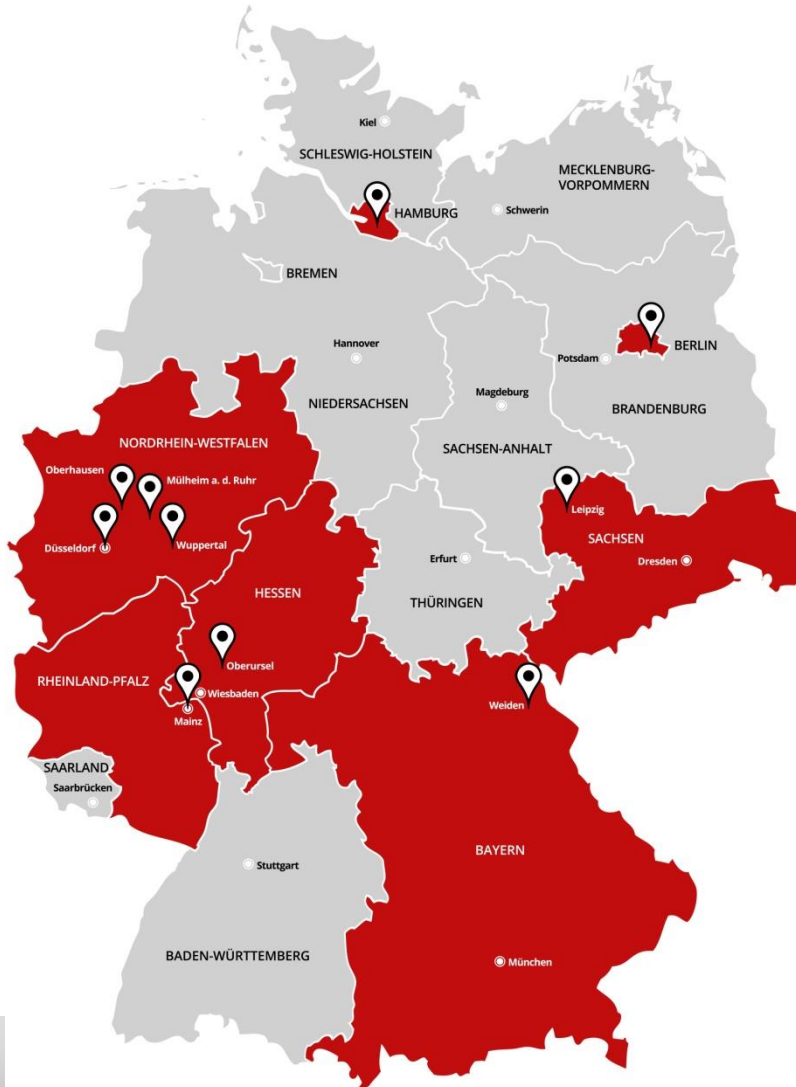 Kiel
SCHLESWIG-HOLSTEIN
MECKLENBURG-
VORPOMMERN
HAMBURG
Schwerin
BREMEN
Hannover
BERLIN
Potsdam
NIEDERSACHSEN
Magdeburg
BRANDENBURG
NORDRHEIN-WESTFALEN
SACHSEN-ANHALT
Oberhausen
Mülheim a. d. Ruhr
Leipzig
Düsseldorf
Wuppertal
SACHSEN
Erfurt
Dresden
HESSEN
THÜRINGEN
Oberursel
RHEINLAND-PFALZ
Wiesbaden
Mainz
Weiden
SAARLAND
Saarbrücken
BAYERN
Stuttgart
BADEN-WÜRTTEMBERG
München